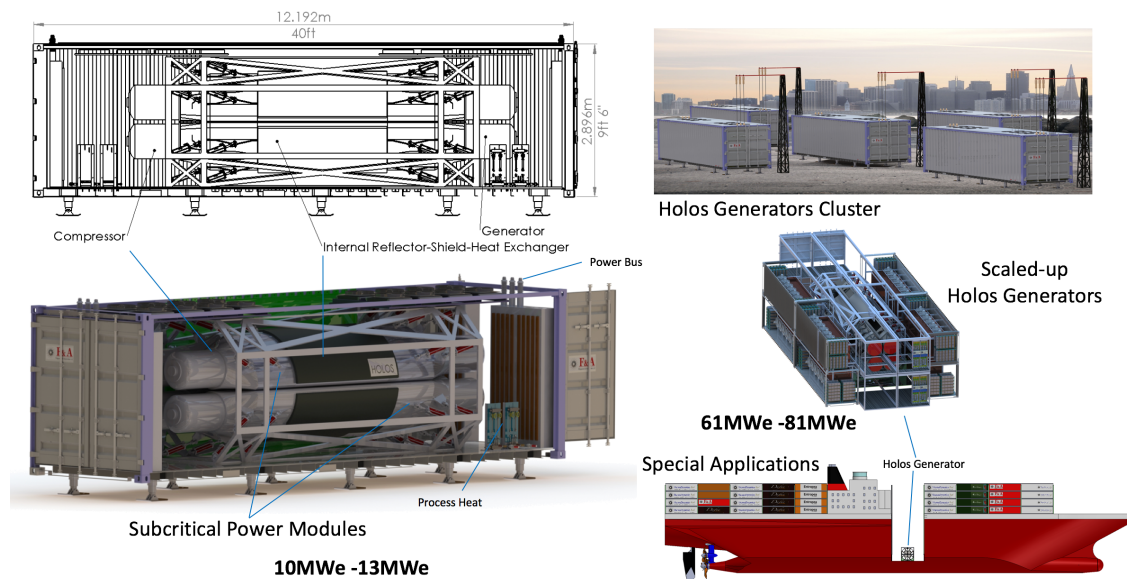 12.192m
40ft
2.896m
9ft 6"
Compressor
Generator
Internal Reflector-Shield-Heat Exchanger
Power Bus
F&A
HOLOS
F&A
Process Heat
Subcritical Power Modules
10MWe -13MWe
Holos Generators Cluster
Scaled-up
Holos Generators
61MWe -81MWe
Special Applications
Holos Generator